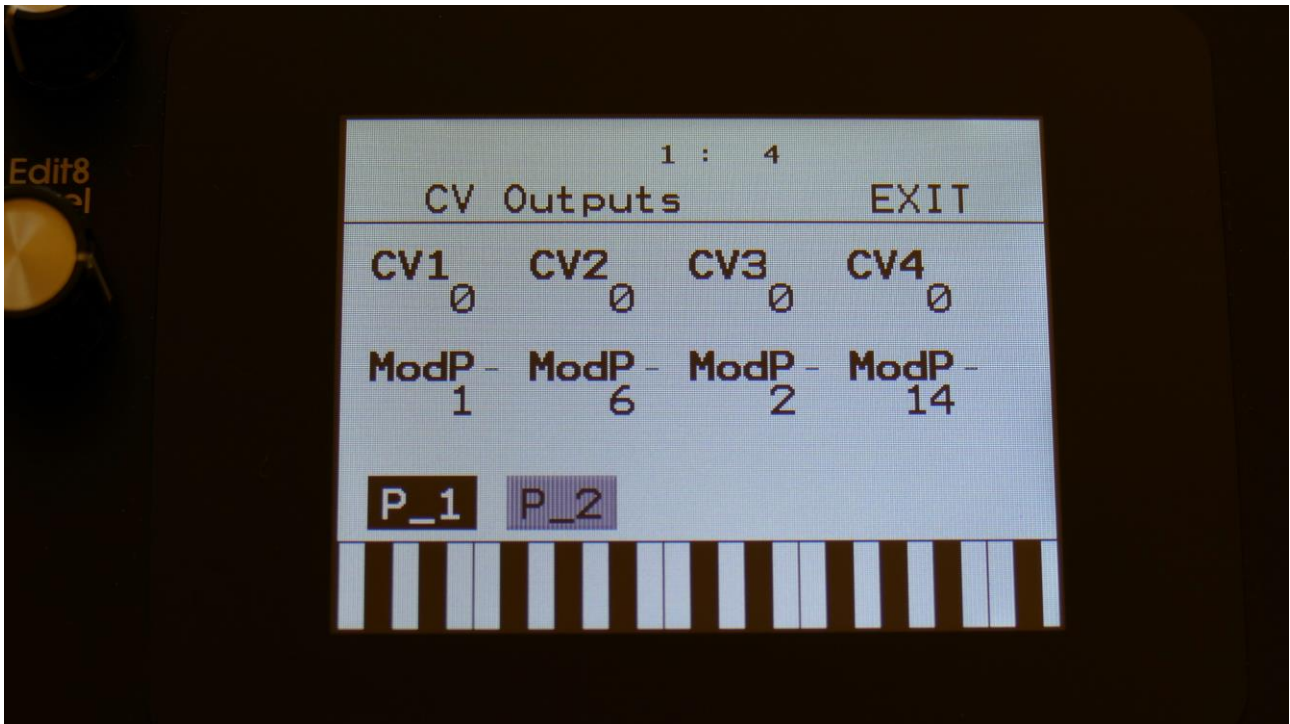 Edit8
1 : 4
CV Outputs EXIT
CV1 CV2 CV3 CV4
0 0 0 0
ModP- ModP- ModP- ModP-
1 6 2 14
P_1 P_2